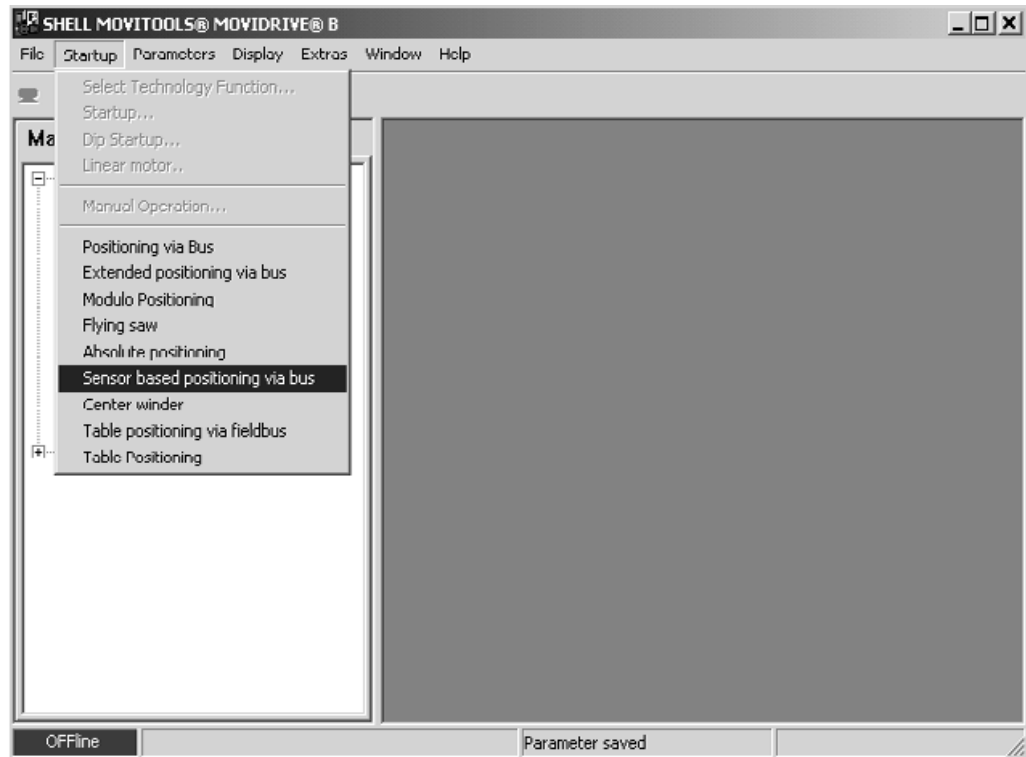 SHELL MOVITOOLS® MOVIDRIVE® B
File Startup Parameters Display Extras Window Help
Select Technology Function...
Startup...
Ma
Dip Startup...
Linear motor..
Manual Operation...
Positioning via Bus
Extended positioning via bus
Modulo Positioning
Flying saw
Absolute positioning
Sensor based positioning via bus
Center winder
Table positioning via fieldbus
Table Positioning
OFFline
Parameter saved